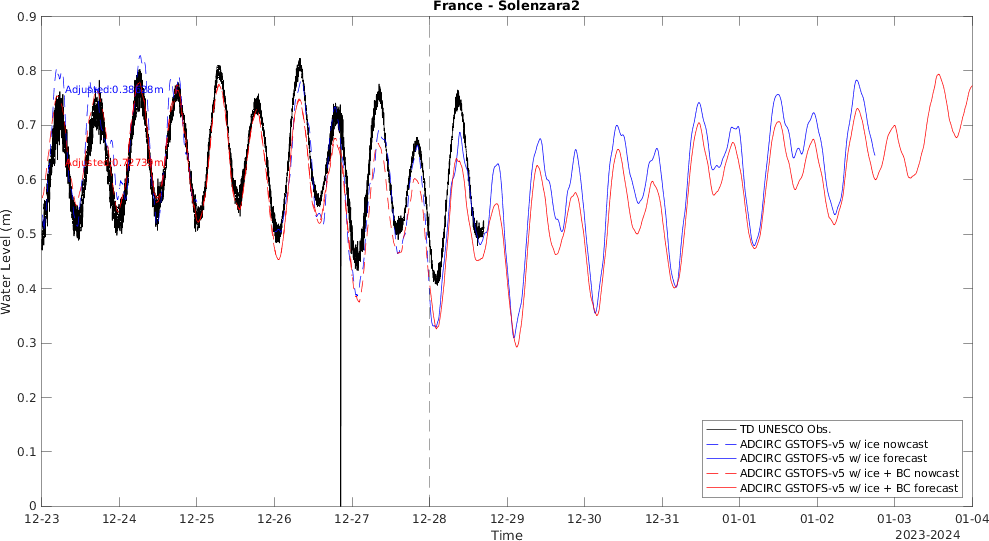 France - Solenzara2
0.9
0.8
0.7
0.6
0.5
0.4
0.3
0.2
0.1
0
Water Level (m)
TD UNESCO Obs.
ADCIRC GSTOFS-v5 w/ ice nowcast
ADCIRC GSTOFS-v5 w/ ice forecast
ADCIRC GSTOFS-v5 w/ ice + BC nowcast
ADCIRC GSTOFS-v5 w/ ice + BC forecast
12-23 12-24 12-25 12-26 12-27 12-28 12-29 12-30 12-31 01-01 01-02 01-03 01-04
Time
2023-2024